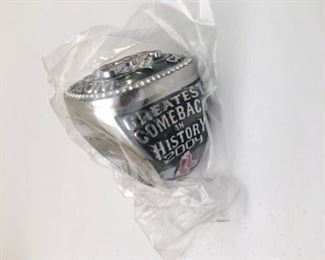 GREATEST
COMEBACK
IN
HISTORY
2004